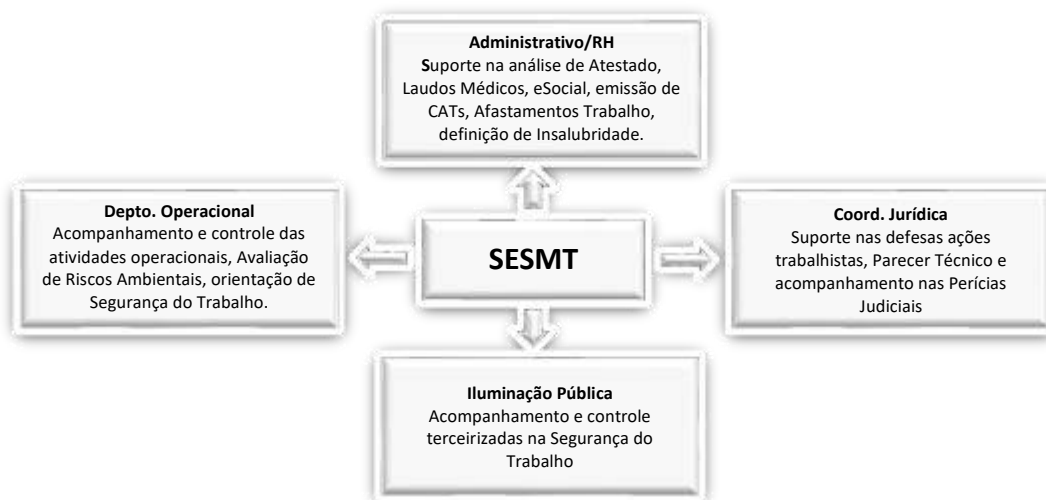 Administrativo/RH
Suporte na análise de Atestado,
Laudos Médicos, eSocial, emissão de
CATs, Afastamentos Trabalho,
definição de Insalubridade.
Depto. Operacional
Acompanhamento e controle das
atividades operacionais, Avaliação
de Riscos Ambientais, orientação de
Segurança do Trabalho.
SESMT
Coord. Jurídica
Suporte nas defesas ações
trabalhistas, Parecer Técnico e
acompanhamento nas Perícias
Judiciais
Iluminação Pública
Acompanhamento e controle
terceirizadas na Segurança do
Trabalho